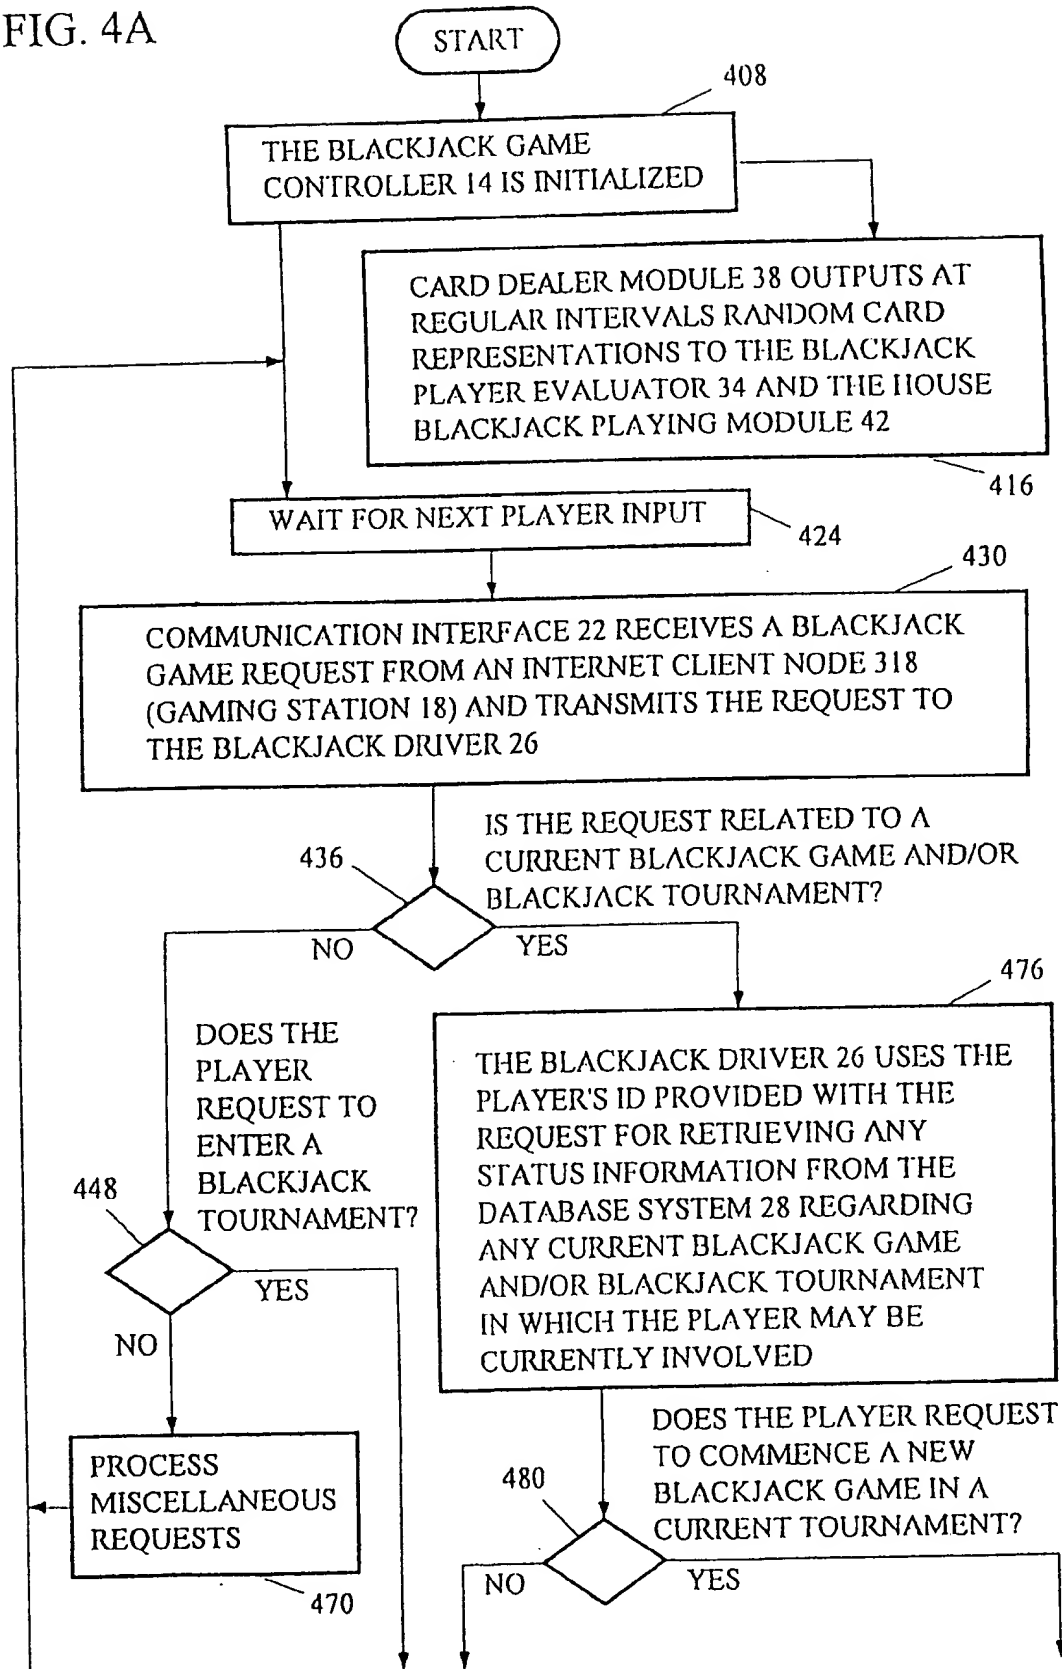 FIG. 4A
START
408
THE BLACKJACK GAME
CONTROLLER 14 IS INITIALIZED
CARD DEALER MODULE 38 OUTPUTS AT
REGULAR INTERVALS RANDOM CARD
REPRESENTATIONS TO THE BLACKJACK
PLAYER EVALUATOR 34 AND THE HOUSE
BLACKJACK PLAYING MODULE 42
416
WAIT FOR NEXT PLAYER INPUT
424
430
COMMUNICATION INTERFACE 22 RECEIVES A BLACKJACK
GAME REQUEST FROM AN INTERNET CLIENT NODE 318
(GAMING STATION 18) AND TRANSMITS THE REQUEST TO
THE BLACKJACK DRIVER 26
IS THE REQUEST RELATED TO A
CURRENT BLACKJACK GAME AND/OR
BLACKJACK TOURNAMENT?
436
NO
YES
476
DOES THE
PLAYER
REQUEST TO
ENTER A
BLACKJACK
TOURNAMENT?
448
YES
NO
THE BLACKJACK DRIVER 26 USES THE
PLAYER'S ID PROVIDED WITH THE
REQUEST FOR RETRIEVING ANY
STATUS INFORMATION FROM THE
DATABASE SYSTEM 28 REGARDING
ANY CURRENT BLACKJACK GAME
AND/OR BLACKJACK TOURNAMENT
IN WHICH THE PLAYER MAY BE
CURRENTLY INVOLVED
PROCESS
MISCELLANEOUS
REQUESTS
470
DOES THE PLAYER REQUEST
TO COMMENCE A NEW
BLACKJACK GAME IN A
CURRENT TOURNAMENT?
480
NO
YES